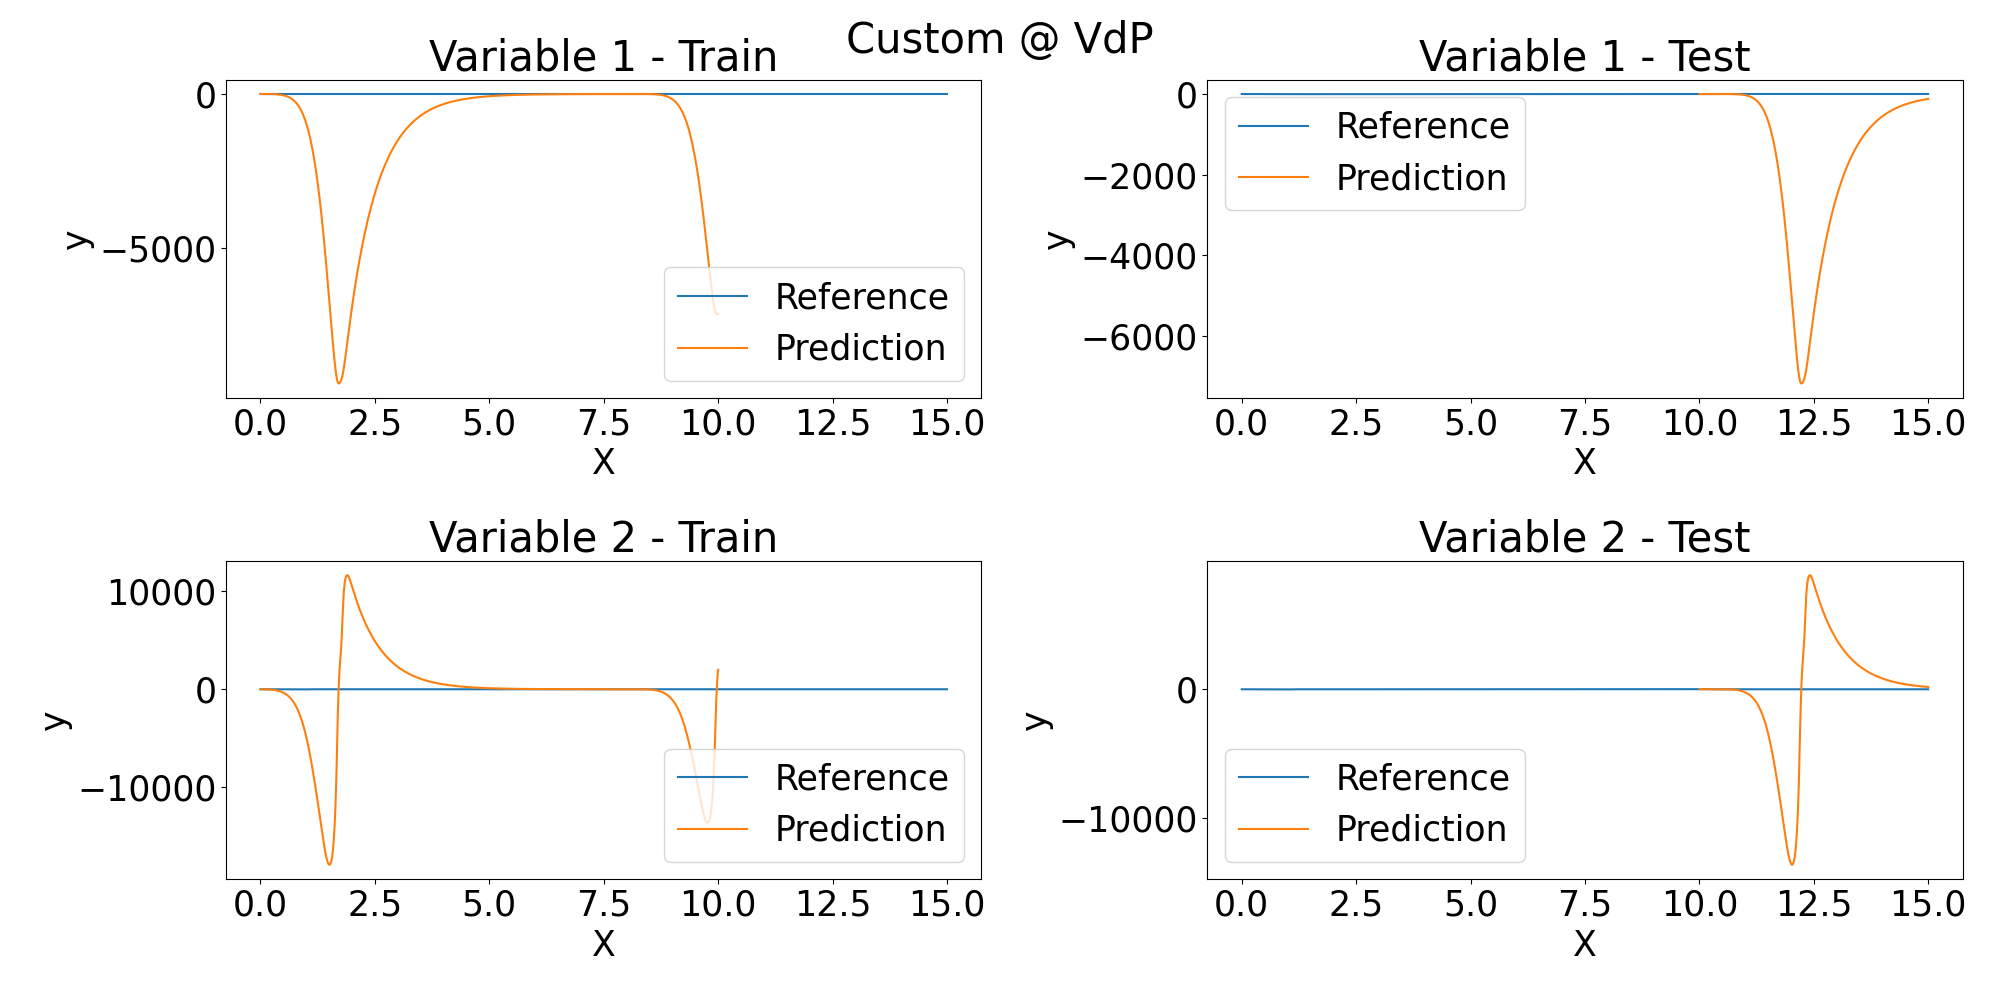 Custom @ VdP
Variable 1 - Train
0
−5000
y
Reference
Prediction
0.0 2.5 5.0 7.5 10.0 12.5 15.0
X
Variable 1 - Test
0
−2000
−4000
−6000
y
Reference
Prediction
0.0 2.5 5.0 7.5 10.0 12.5 15.0
X
Variable 2 - Train
10000
0
−10000
y
Reference
Prediction
0.0 2.5 5.0 7.5 10.0 12.5 15.0
X
Variable 2 - Test
0
−10000
y
Reference
Prediction
0.0 2.5 5.0 7.5 10.0 12.5 15.0
X